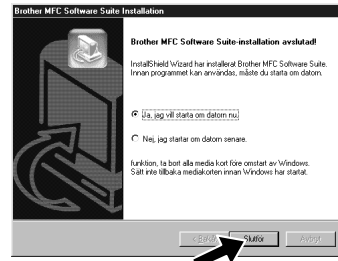 Brother MFC Software Suite Installation
Brother MFC Software Suite-installation avslutad!
InstallShield Wizard har installerat Brother MFC Software Suite.
Innan programmet kan användas, måste du starta om datorn.
Ja, jag vill starta om datorn nu.
Nej, jag startar om datorn senare.
funktion, ta bort alla media kort före omstart av Windows.
Sätt inte tillbaka mediakorten innan Windows har startat.
Slutför
Avbryt